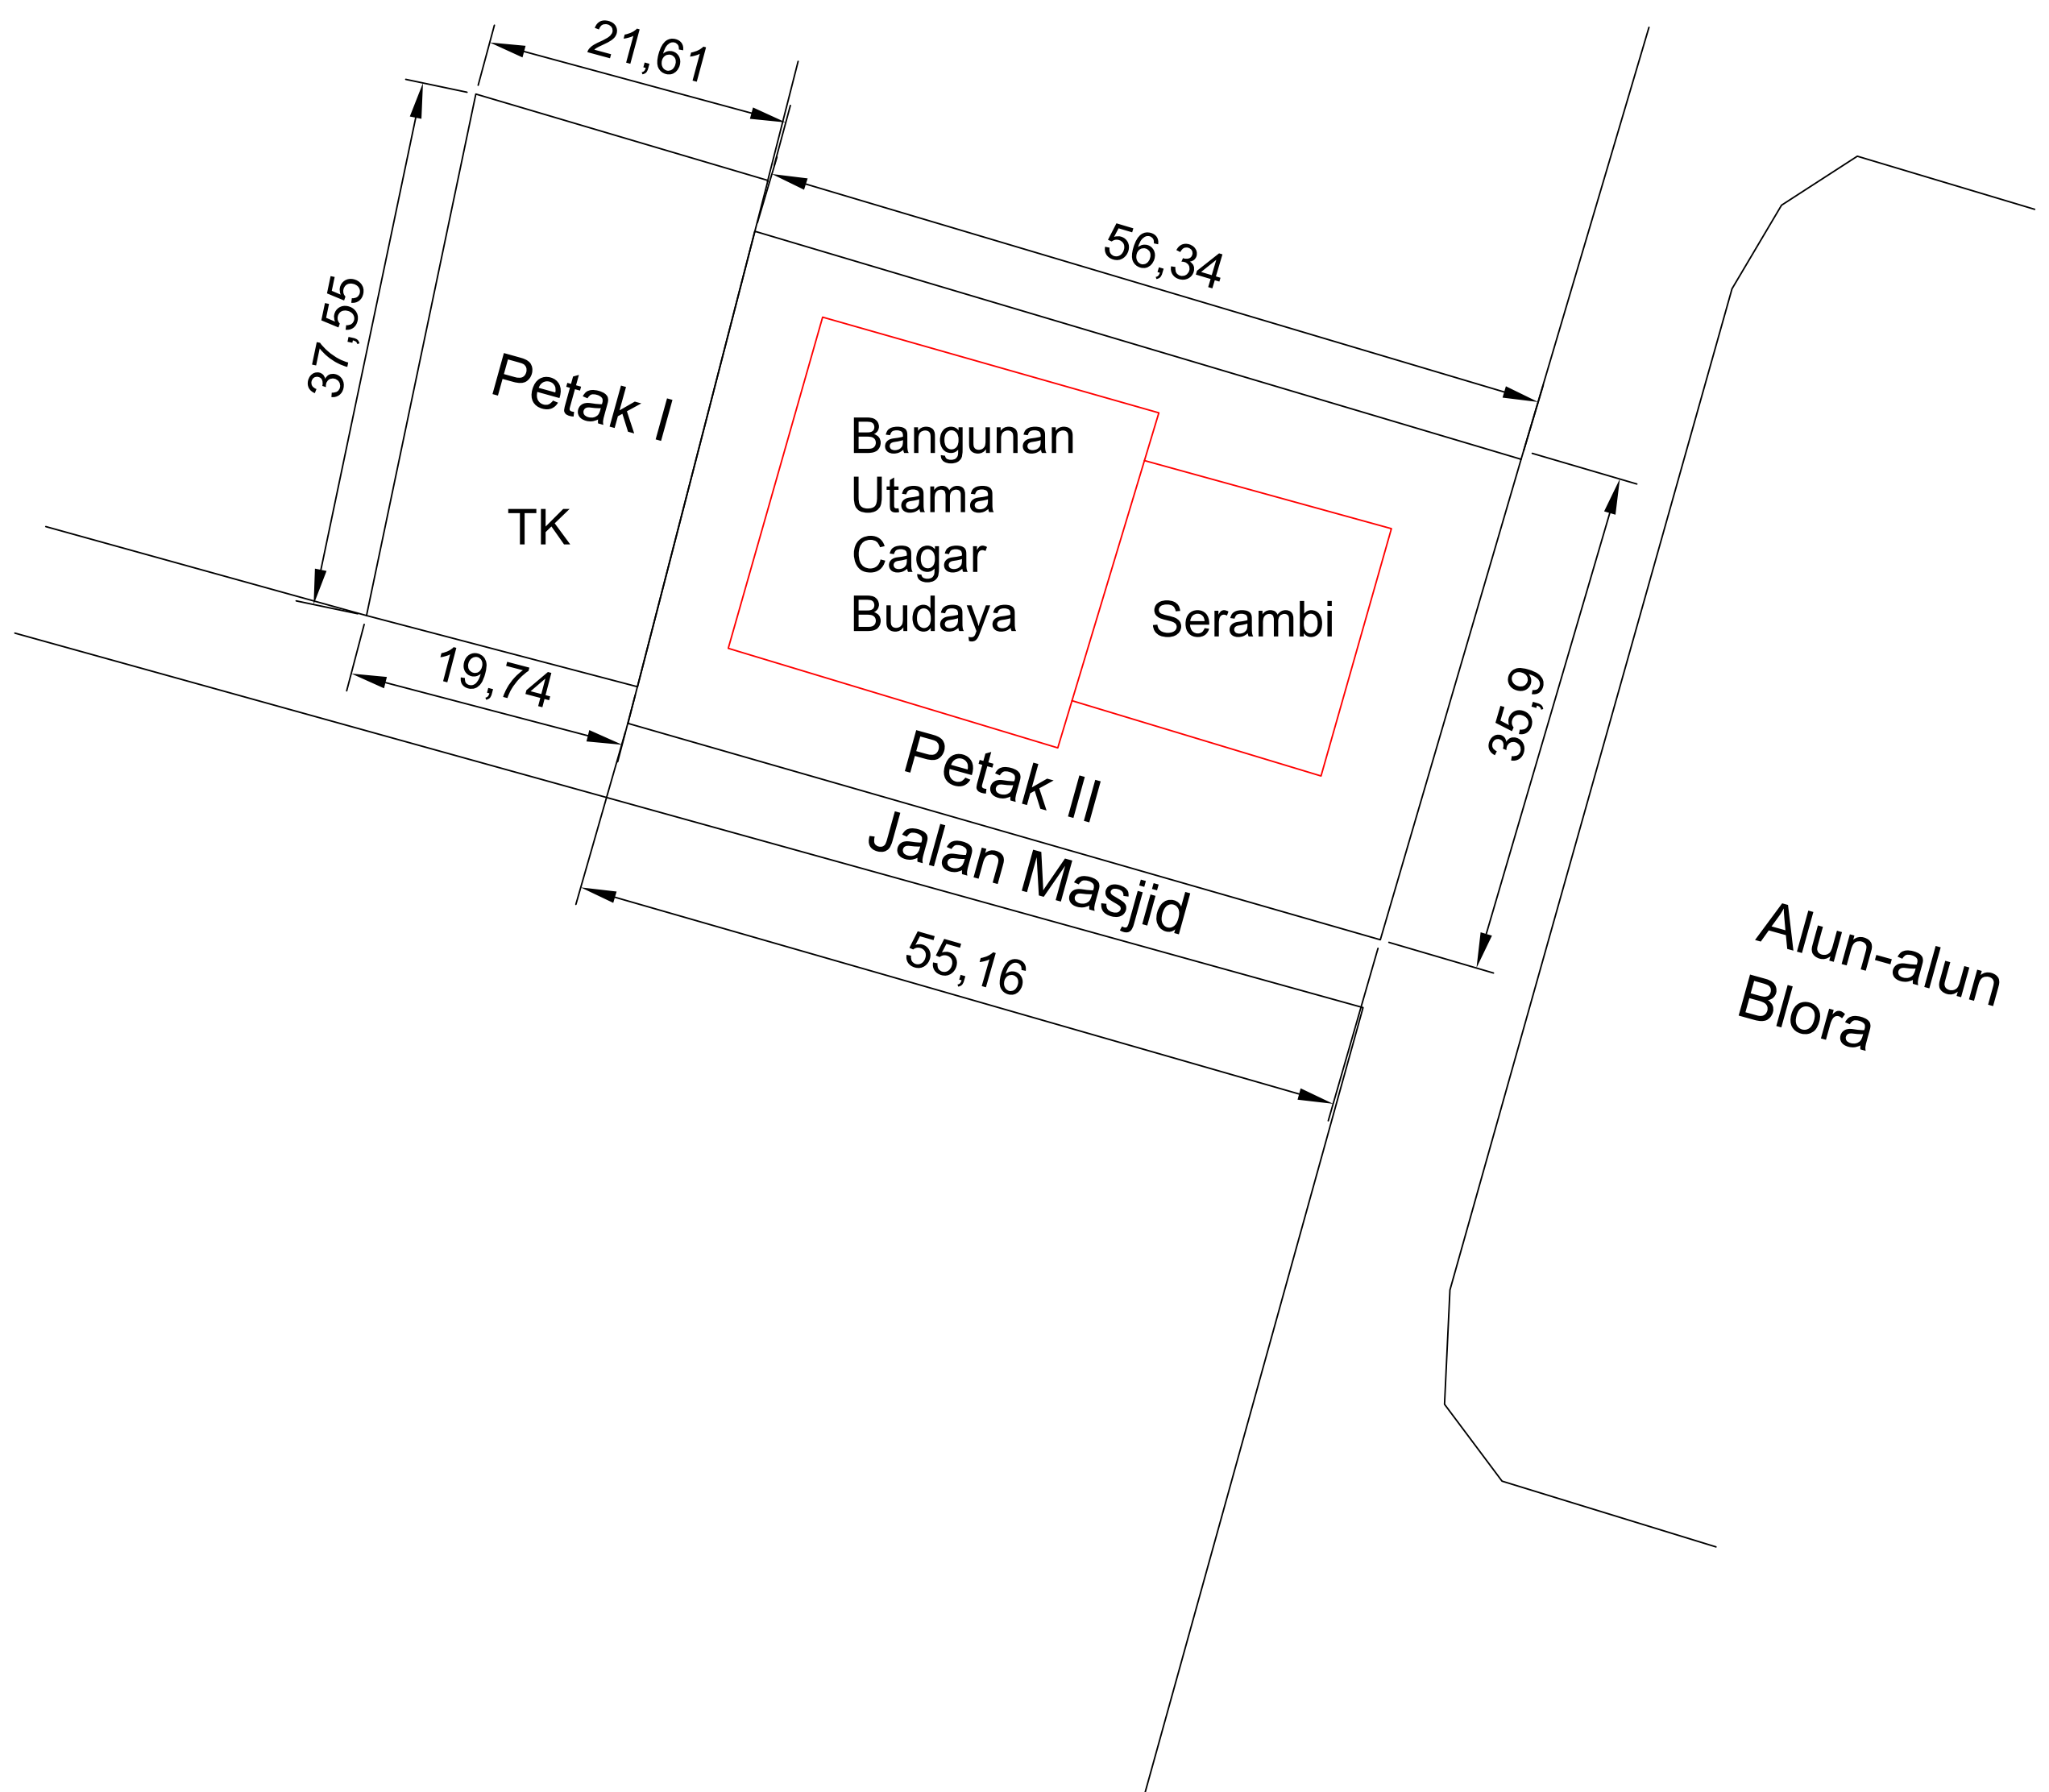 21,61
56,34
37,55
Petak I
TK
Bangunan
Utama
Cagar
Budaya
Serambi
35,9
19,74
Petak II
Jalan Masjid
55,16
Alun-alun
Blora